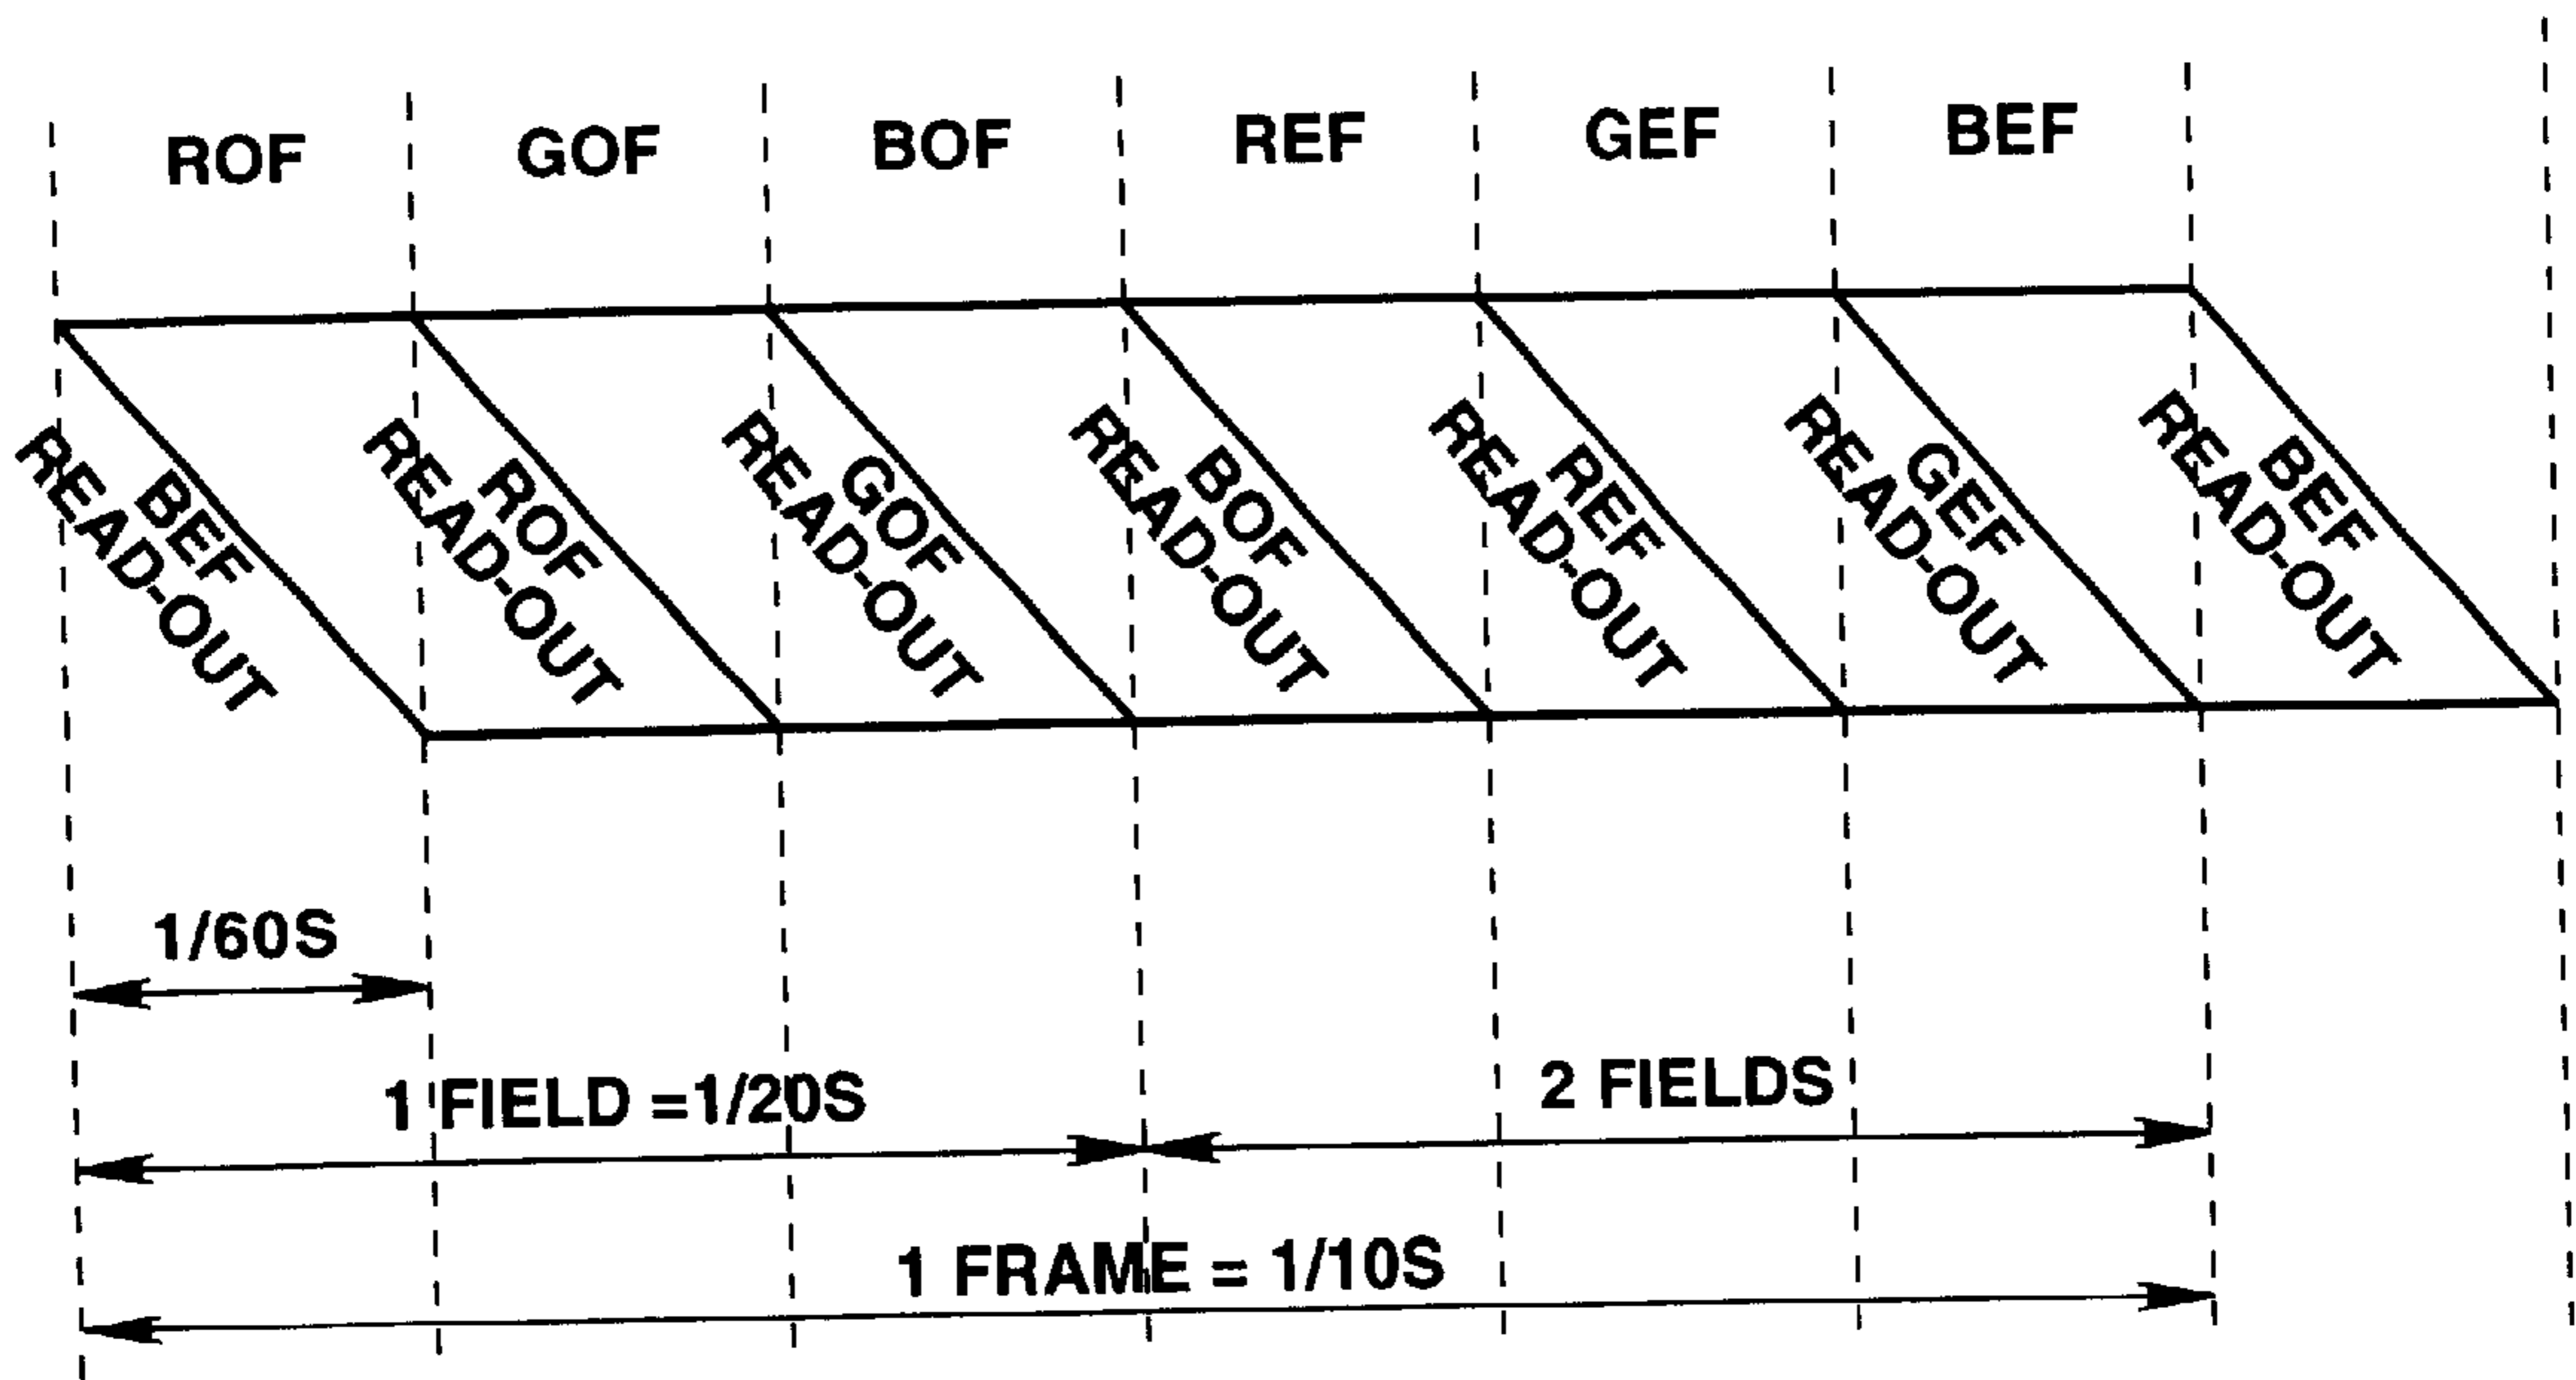 ROF GOF BOF REF GEF BEF
BEF
READ-OUT
ROF
READ-OUT
GOF
READ-OUT
BOF
READ-OUT
REF
READ-OUT
GEF
READ-OUT
BEF
READ-OUT
1/60S
1 FIELD =1/20S
2 FIELDS
1 FRAME = 1/10S